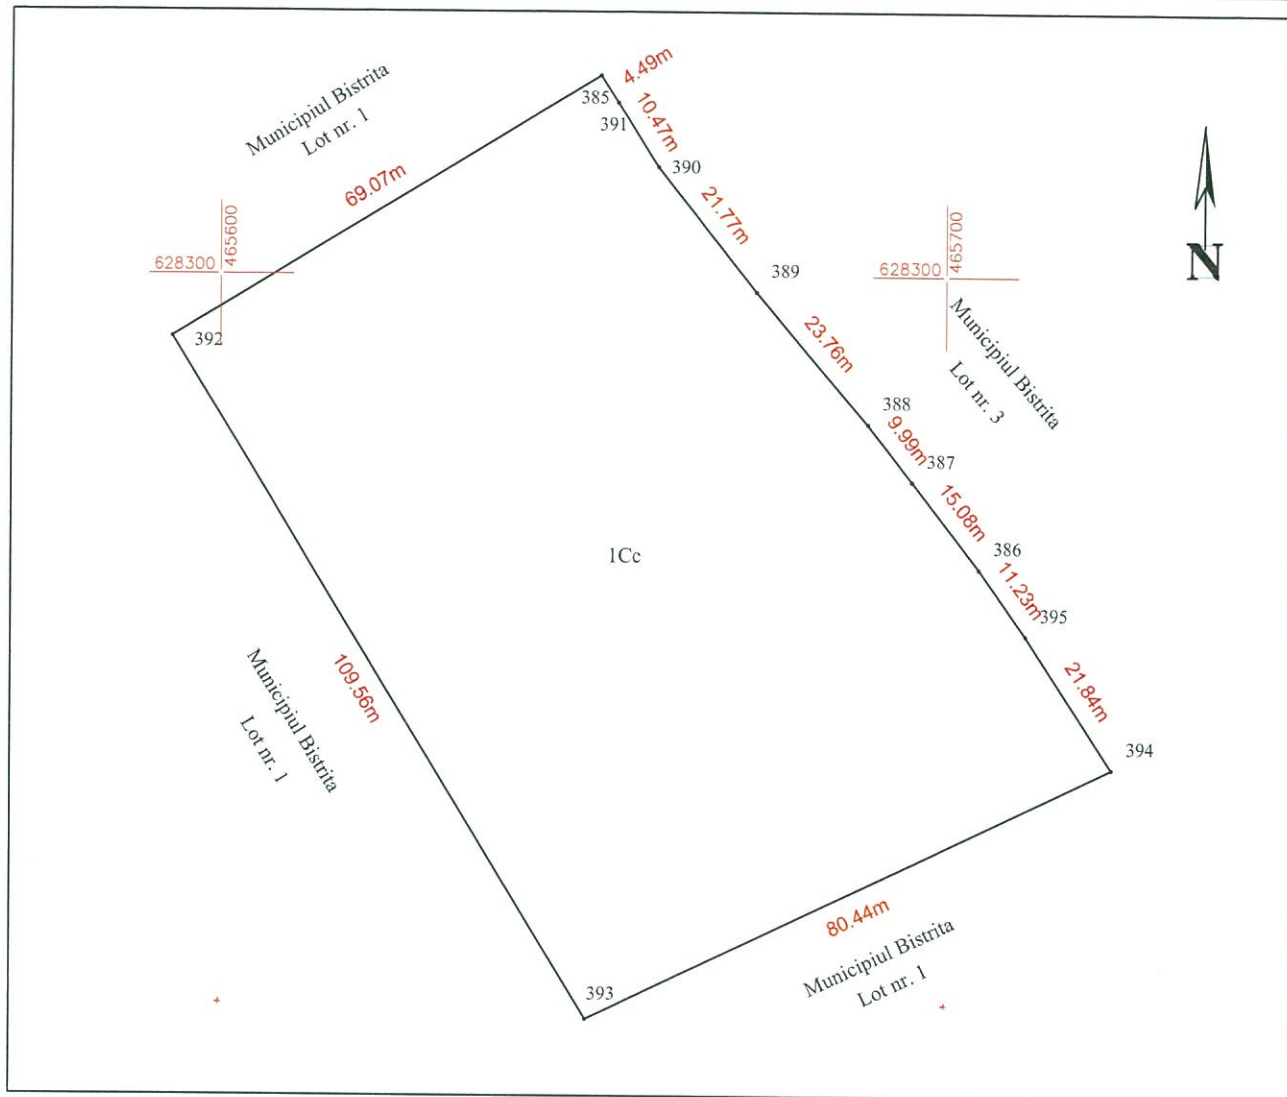 4.49m
Municipiul Bistrita
Lot nr. 1
385
391
10.47m
390
69.07m
21.77m
628300
465600
389
628300
465700
N
Municipiul Bistrita
Lot nr. 3
392
23.76m
388
9.99m
387
15.08m
1Cc
386
11.23m
395
109.56m
Municipiul Bistrita
Lot nr. 1
21.84m
394
80.44m
Municipiul Bistrita
Lot nr. 1
393